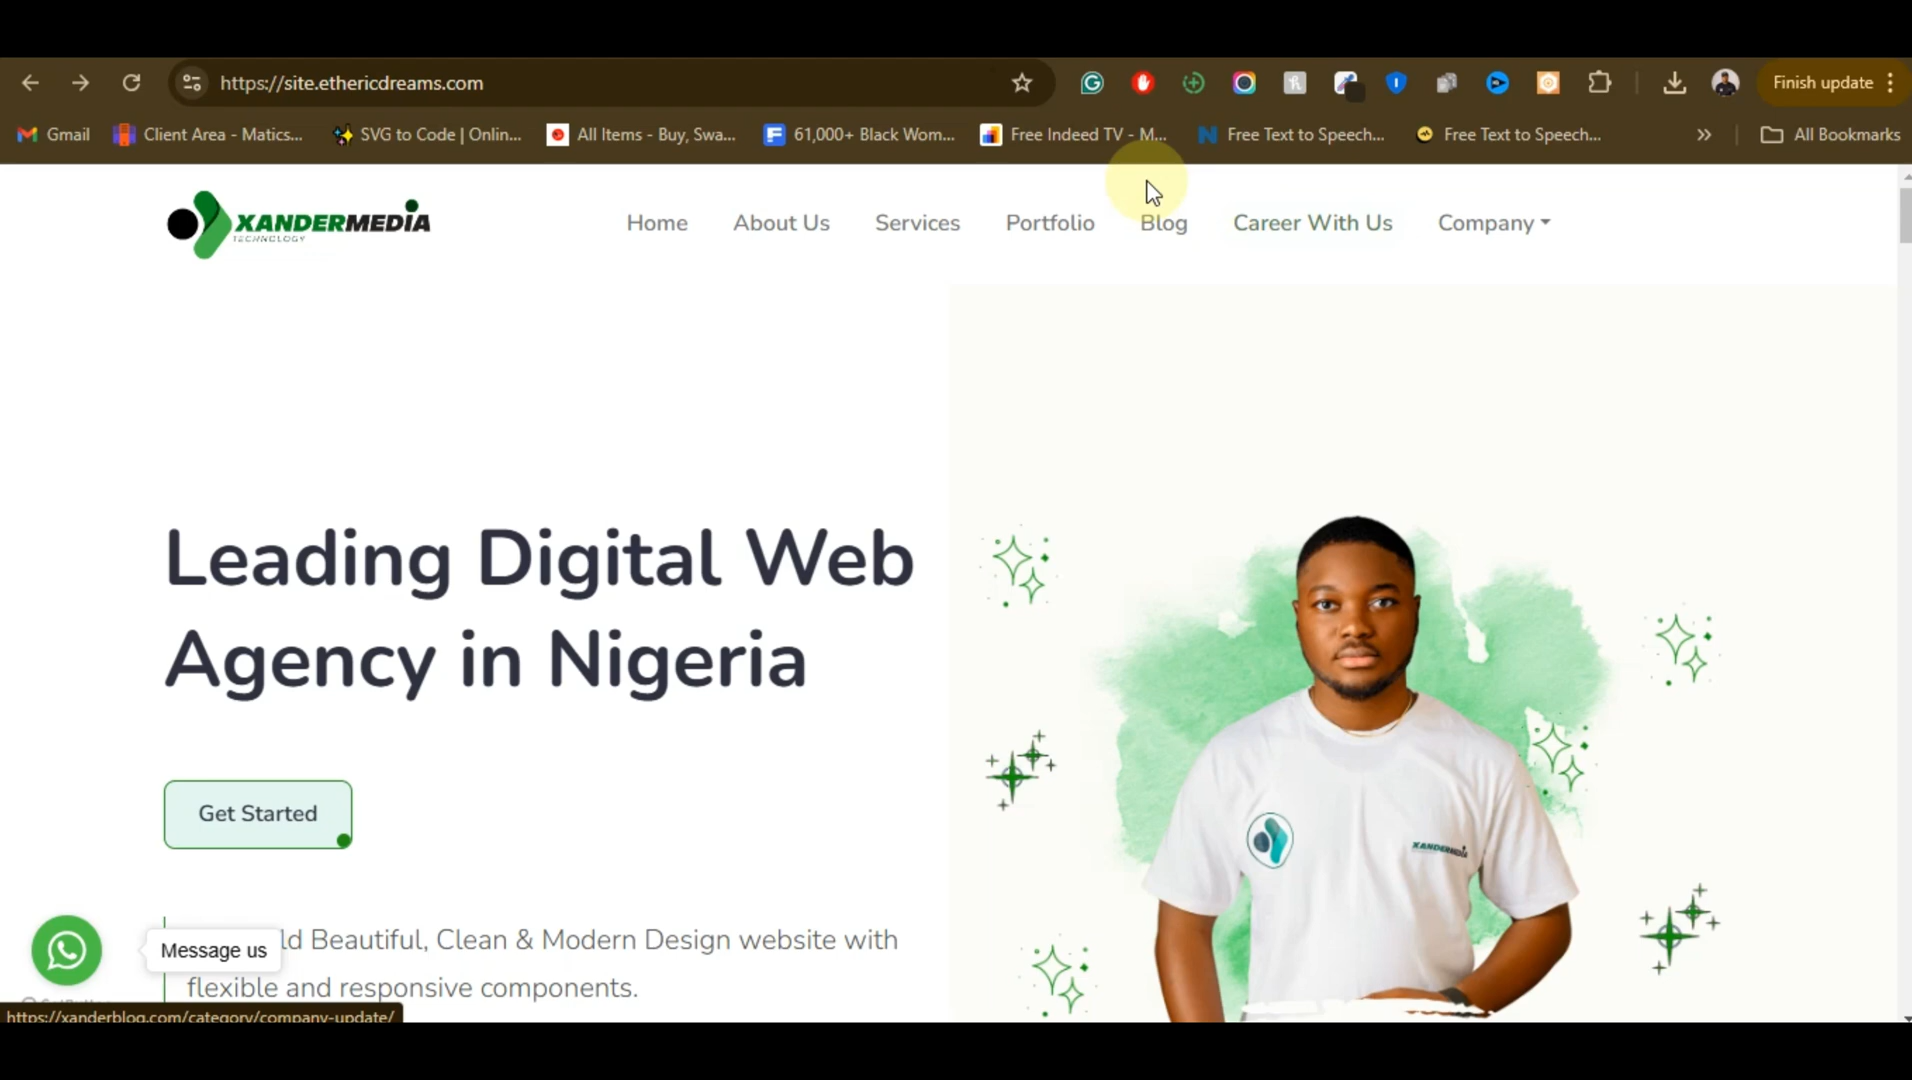 https://site.ethericdreams.com
Finish update
Gmail
Client Area - Matics...
SVG to Code | Onlin...
All Items - Buy, Swa...
61,000+ Black Wom...
Free Indeed TV - M...
Free Text to Speech...
Free Text to Speech...
All Bookmarks
XANDERMEDIA
TECHNOLOGY
Home
About Us
Services
Portfolio
Blog
Career With Us
Company
Leading Digital Web
Agency in Nigeria
Get Started
XANDERMEDIA
Beautiful, Clean & Modern Design website with
flexible and responsive components.
Message us
https://xanderblog.com/category/company-update/